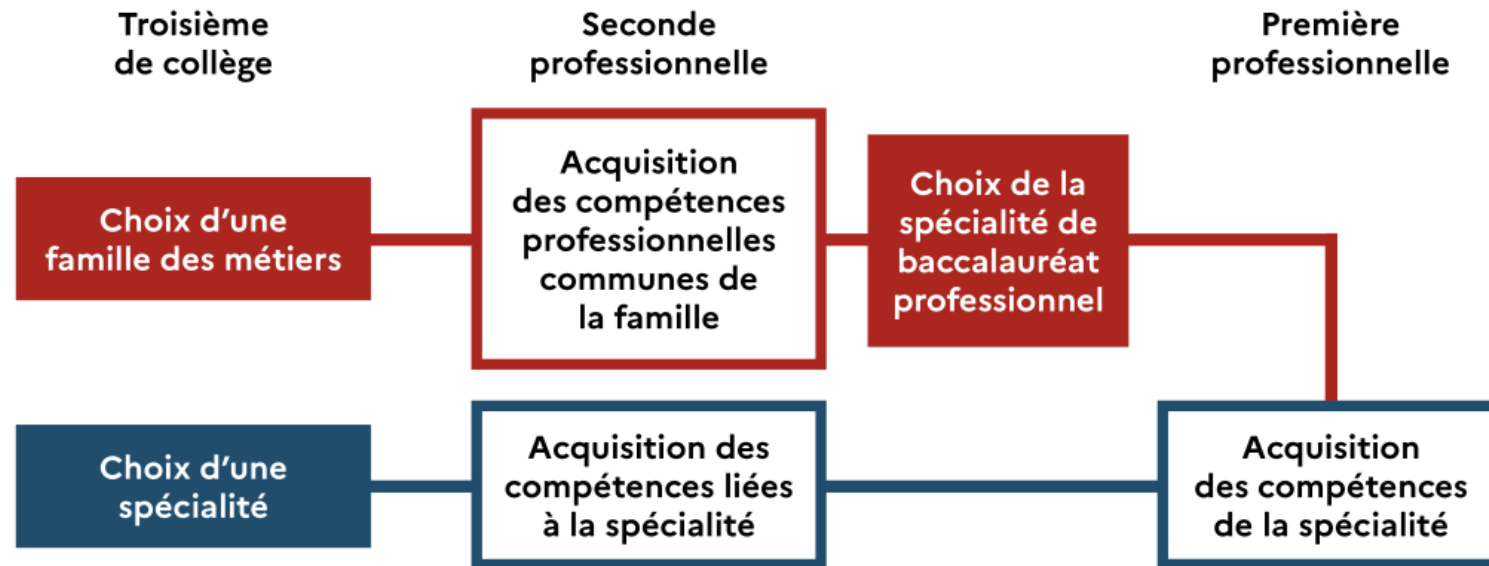 Troisième
de collège
Seconde
professionnelle
Première
professionnelle
Choix d’une
famille des métiers
Acquisition
des compétences
professionnelles
communes de
la famille
Choix de la
spécialité de
baccalauréat
professionnel
Choix d’une
spécialité
Acquisition des
compétences liées
à la spécialité
Acquisition
des compétences
de la spécialité